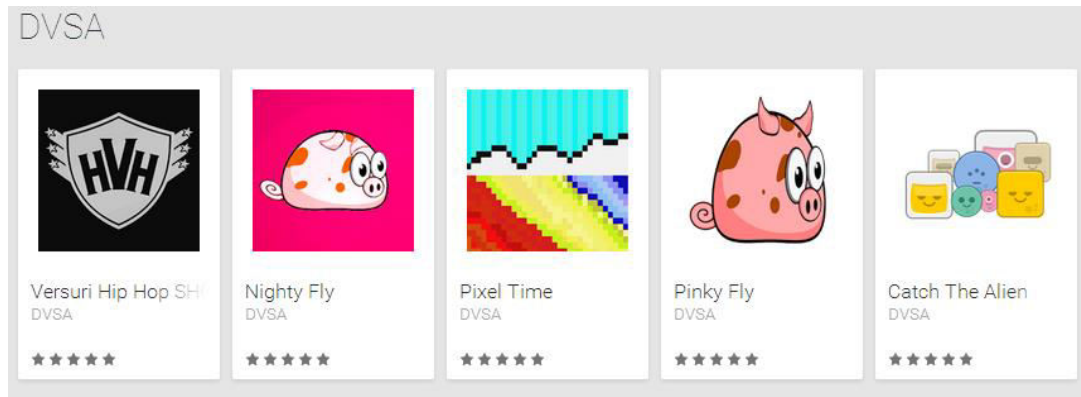 DVSA
HVH
Versuri Hip Hop SH
DVSA
Nighty Fly
DVSA
Pixel Time
DVSA
Pinky Fly
DVSA
Catch The Alien
DVSA